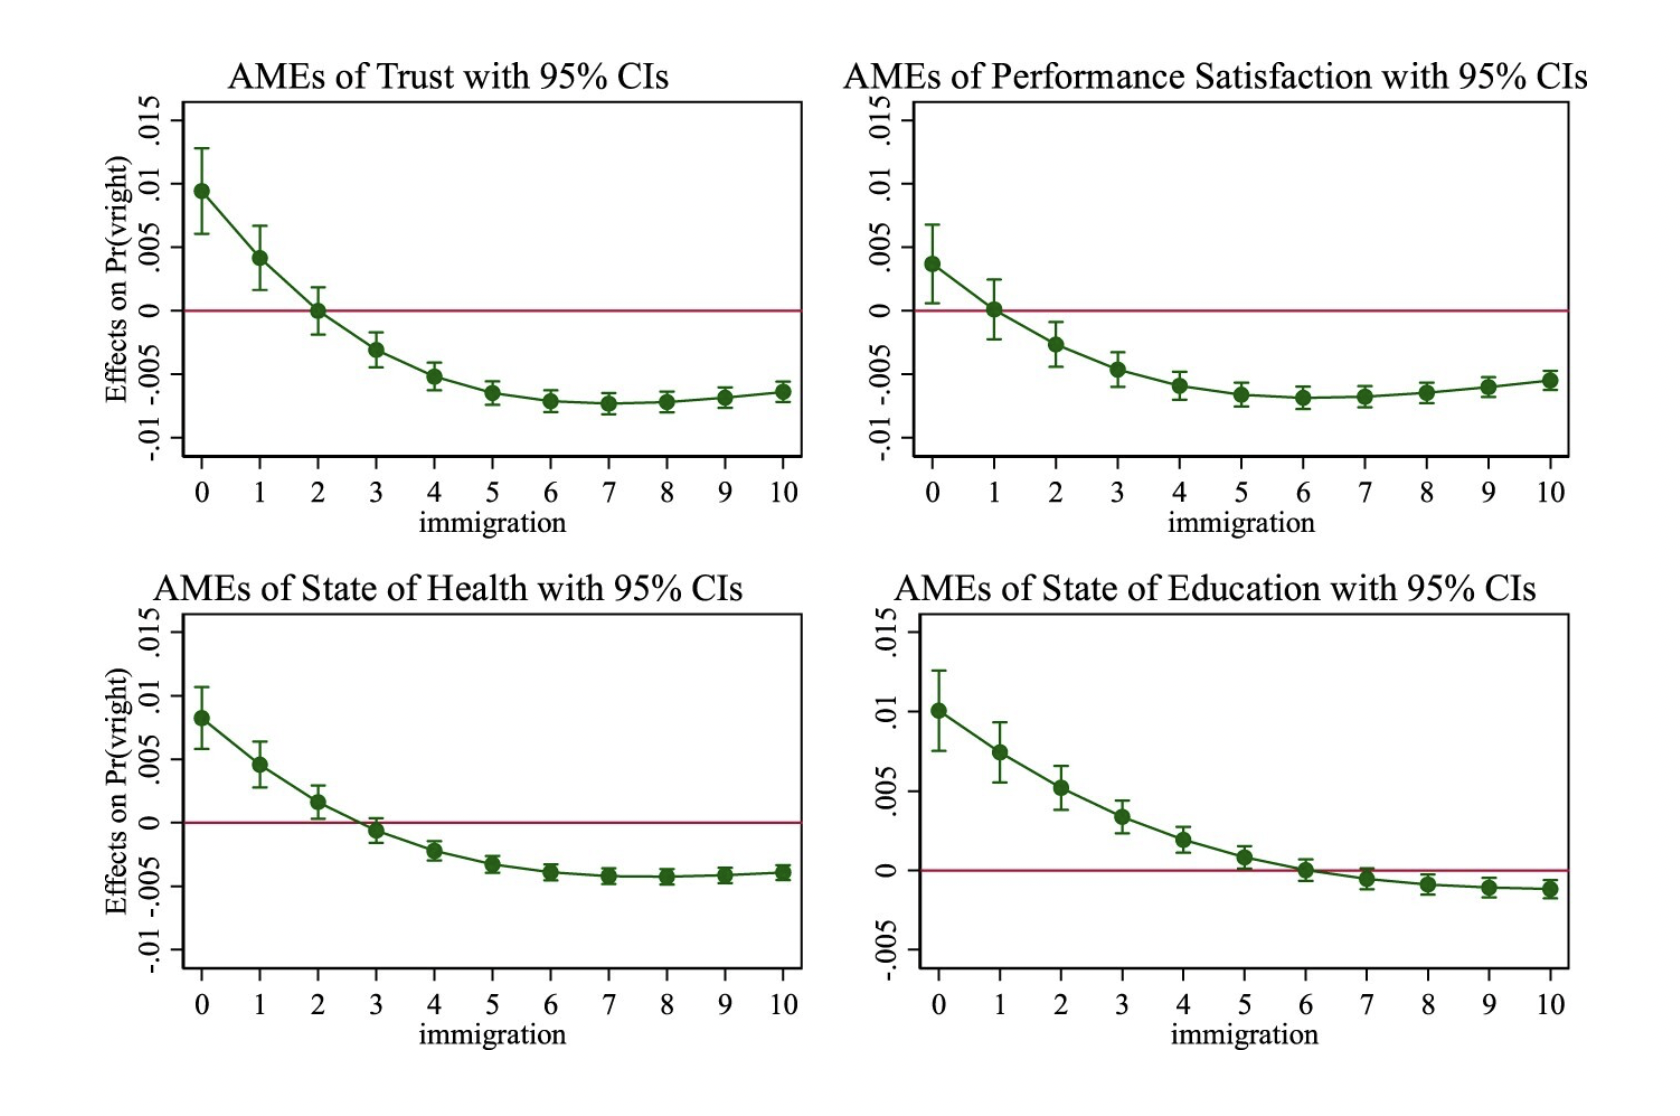 AMEs of Trust with 95% CIs
Effects on Pr(vright)
.015
.01
.005
0
-.005
-.01
0 1 2 3 4 5 6 7 8 9 10
immigration
AMEs of Performance Satisfaction with 95% CIs
.015
.01
.005
0
-.005
-.01
0 1 2 3 4 5 6 7 8 9 10
immigration
AMEs of State of Health with 95% CIs
Effects on Pr(vright)
.015
.01
.005
0
-.005
-.01
0 1 2 3 4 5 6 7 8 9 10
immigration
AMEs of State of Education with 95% CIs
.015
.01
.005
0
-.005
0 1 2 3 4 5 6 7 8 9 10
immigration